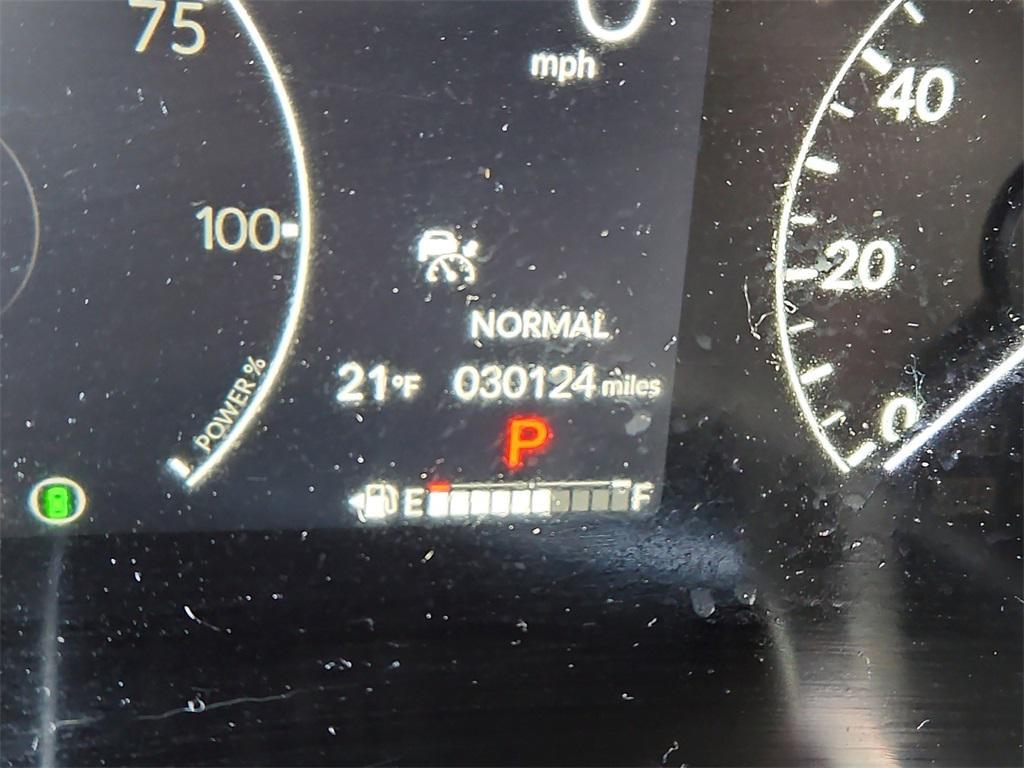 75
mph
40
100
20
NORMAL
21°F 030124 miles
POWER %
0
P
E F